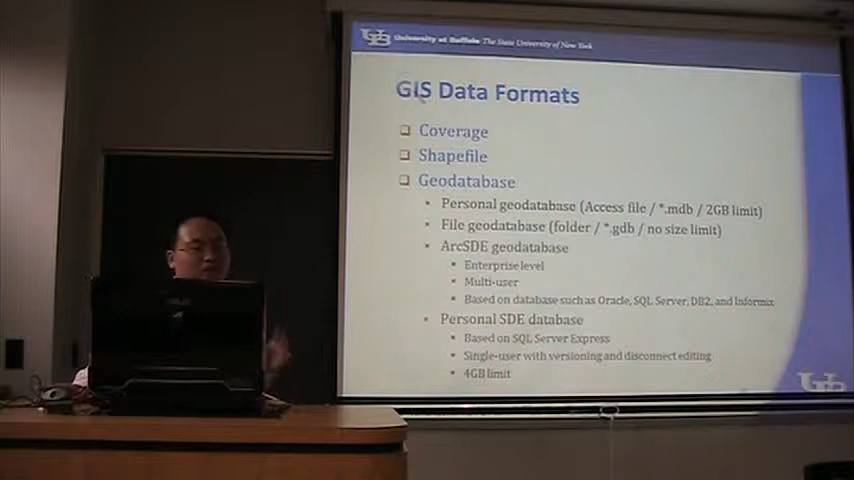 UB University at Buffalo The State University of New York
GIS Data Formats
Coverage
Shapefile
Geodatabase
Personal geodatabase (Access file / *.mdb / 2GB limit)
File geodatabase (folder / *.gdb / no size limit)
ArcSDE geodatabase
Enterprise level
Multi-user
Based on database such as Oracle, SQL Server, DB2, and Informix
Personal SDE database
Based on SQL Server Express
Single-user with versioning and disconnect editing
4GB limit
UB